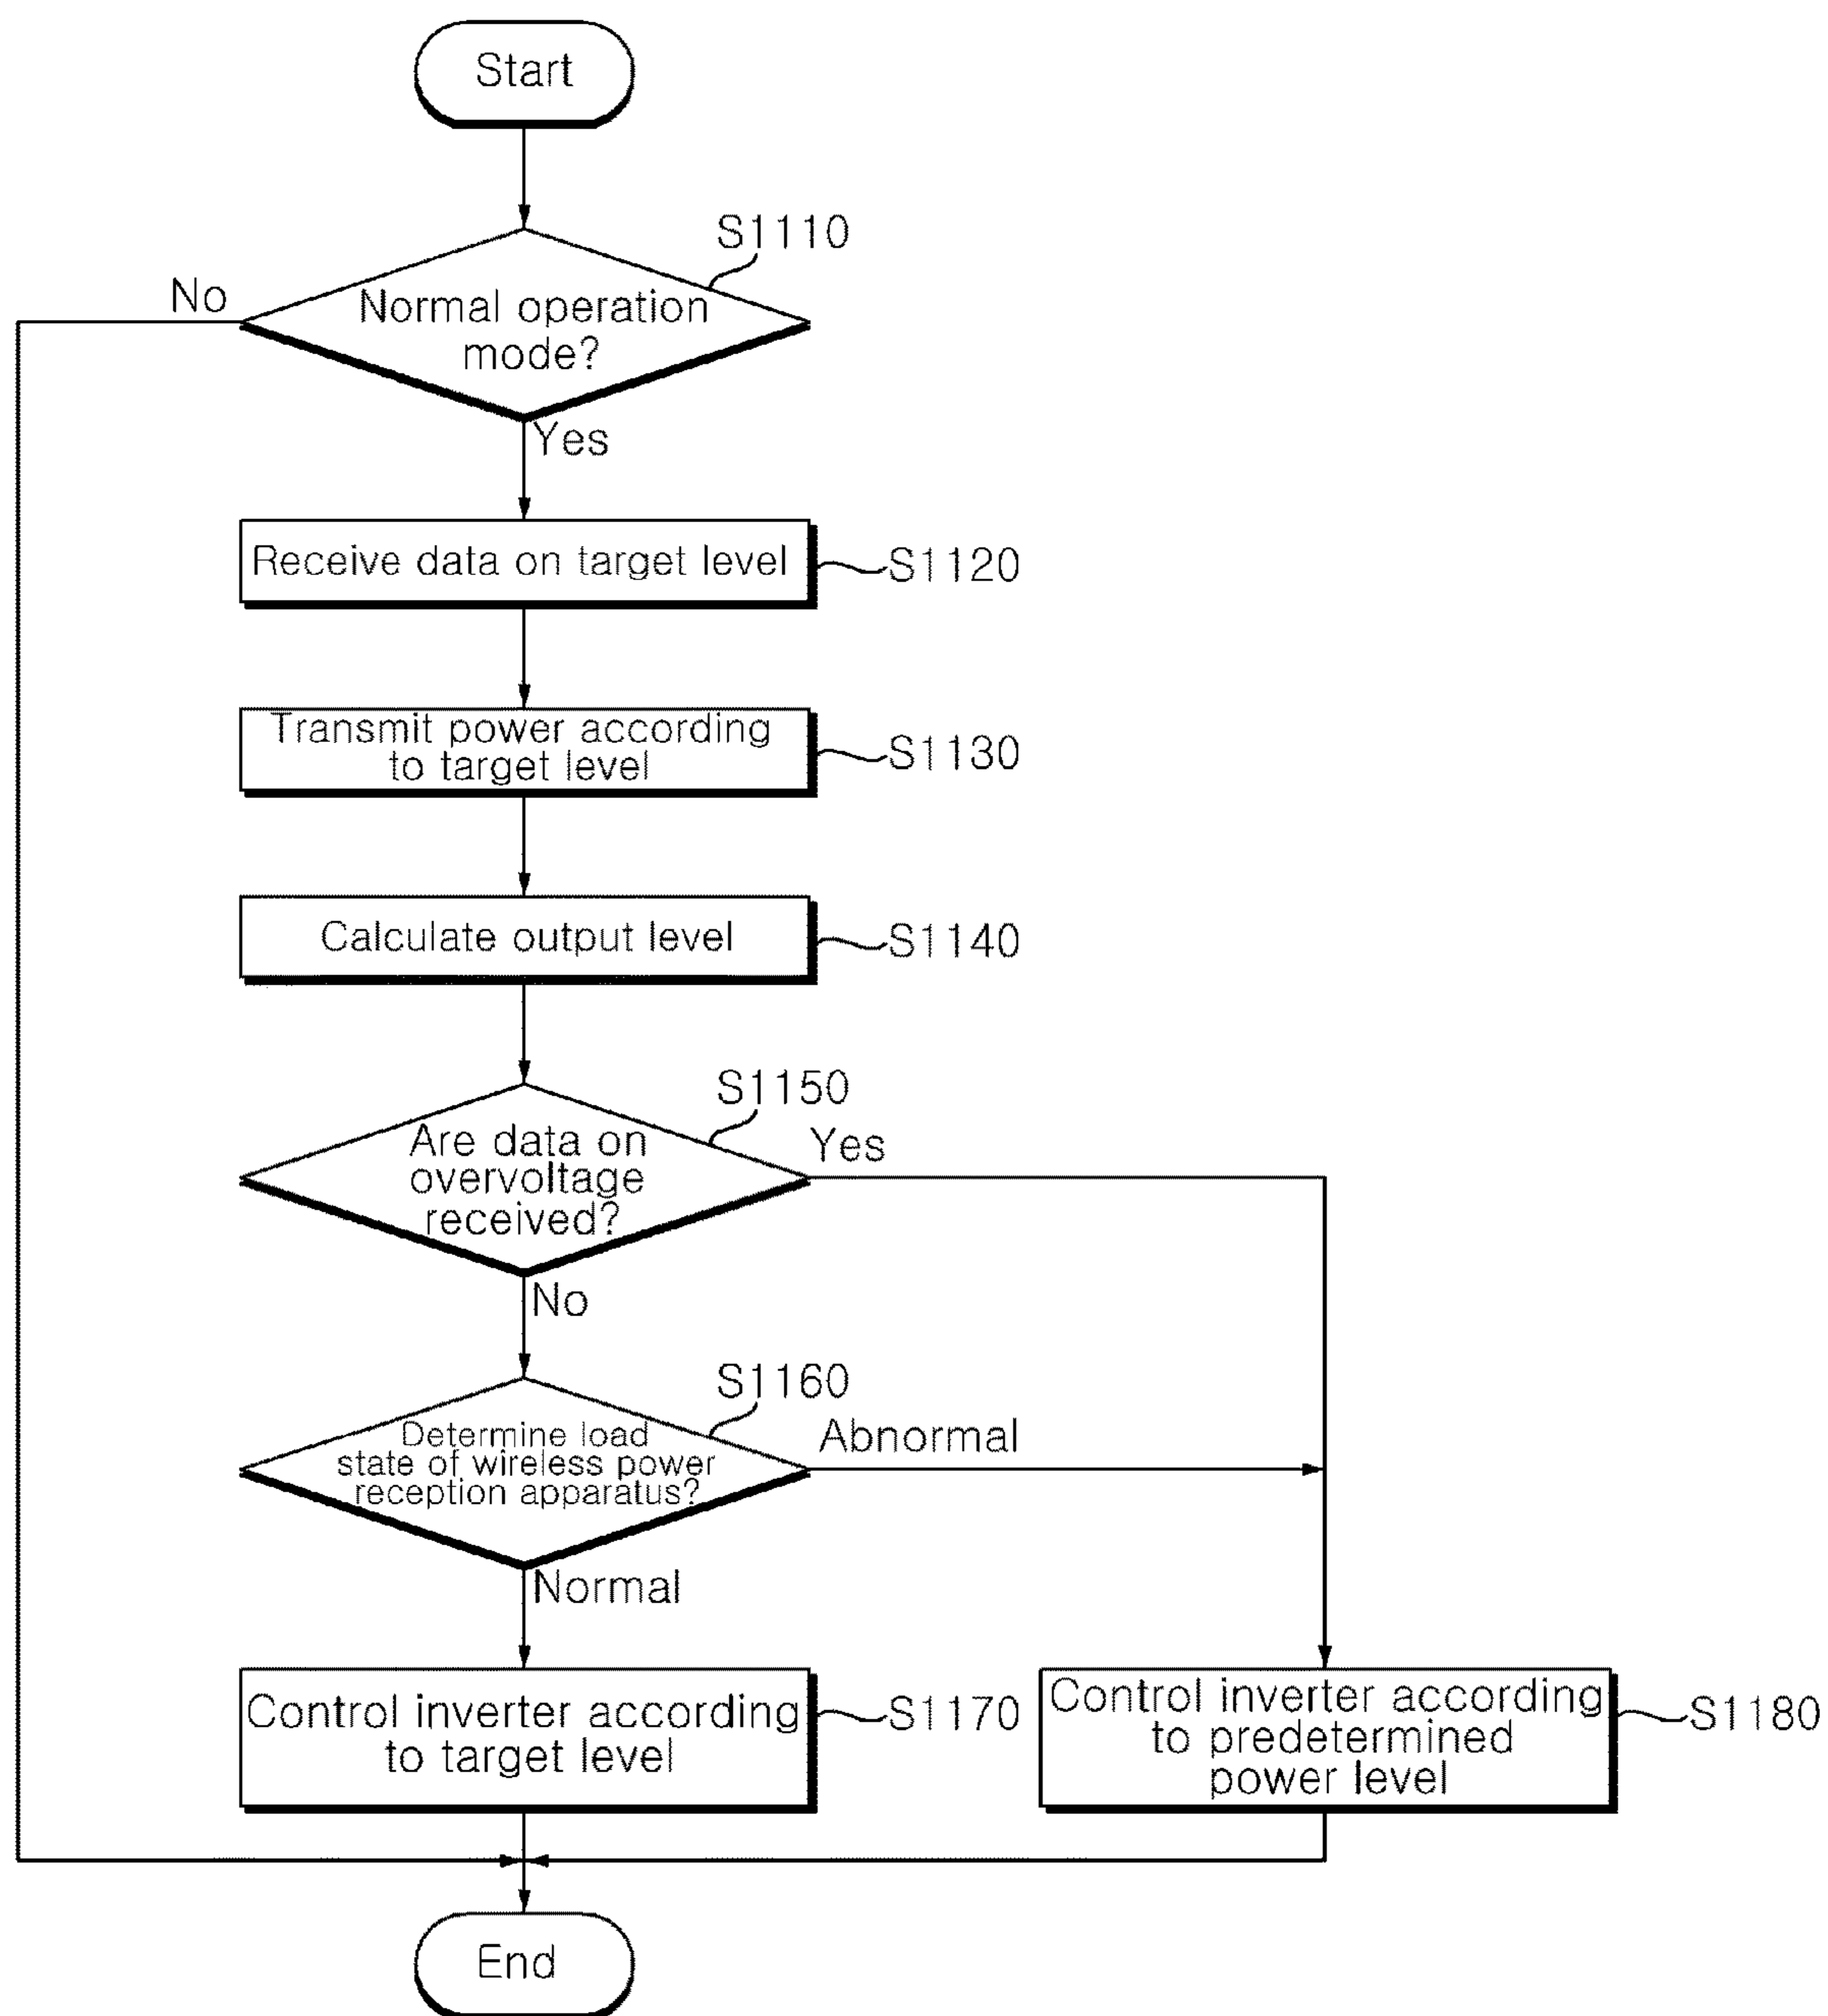 Start
S1110
No
Normal operation
mode?
Yes
Receive data on target level
S1120
Transmit power according
to target level
S1130
Calculate output level
S1140
S1150
Are data on
overvoltage
received?
Yes
No
S1160
Determine load
state of wireless power
reception apparatus?
Abnormal
Normal
Control inverter according
to target level
S1170
Control inverter according
to predetermined
power level
S1180
End